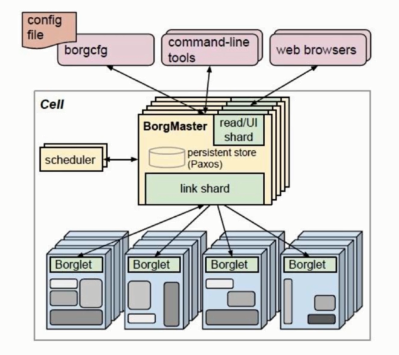 config
file
borgcfg
command-line
tools
web browsers
Cell
BorgMaster
read/UI
shard
persistent store
(Paxos)
scheduler
link shard
Borglet
Borglet
Borglet
Borglet